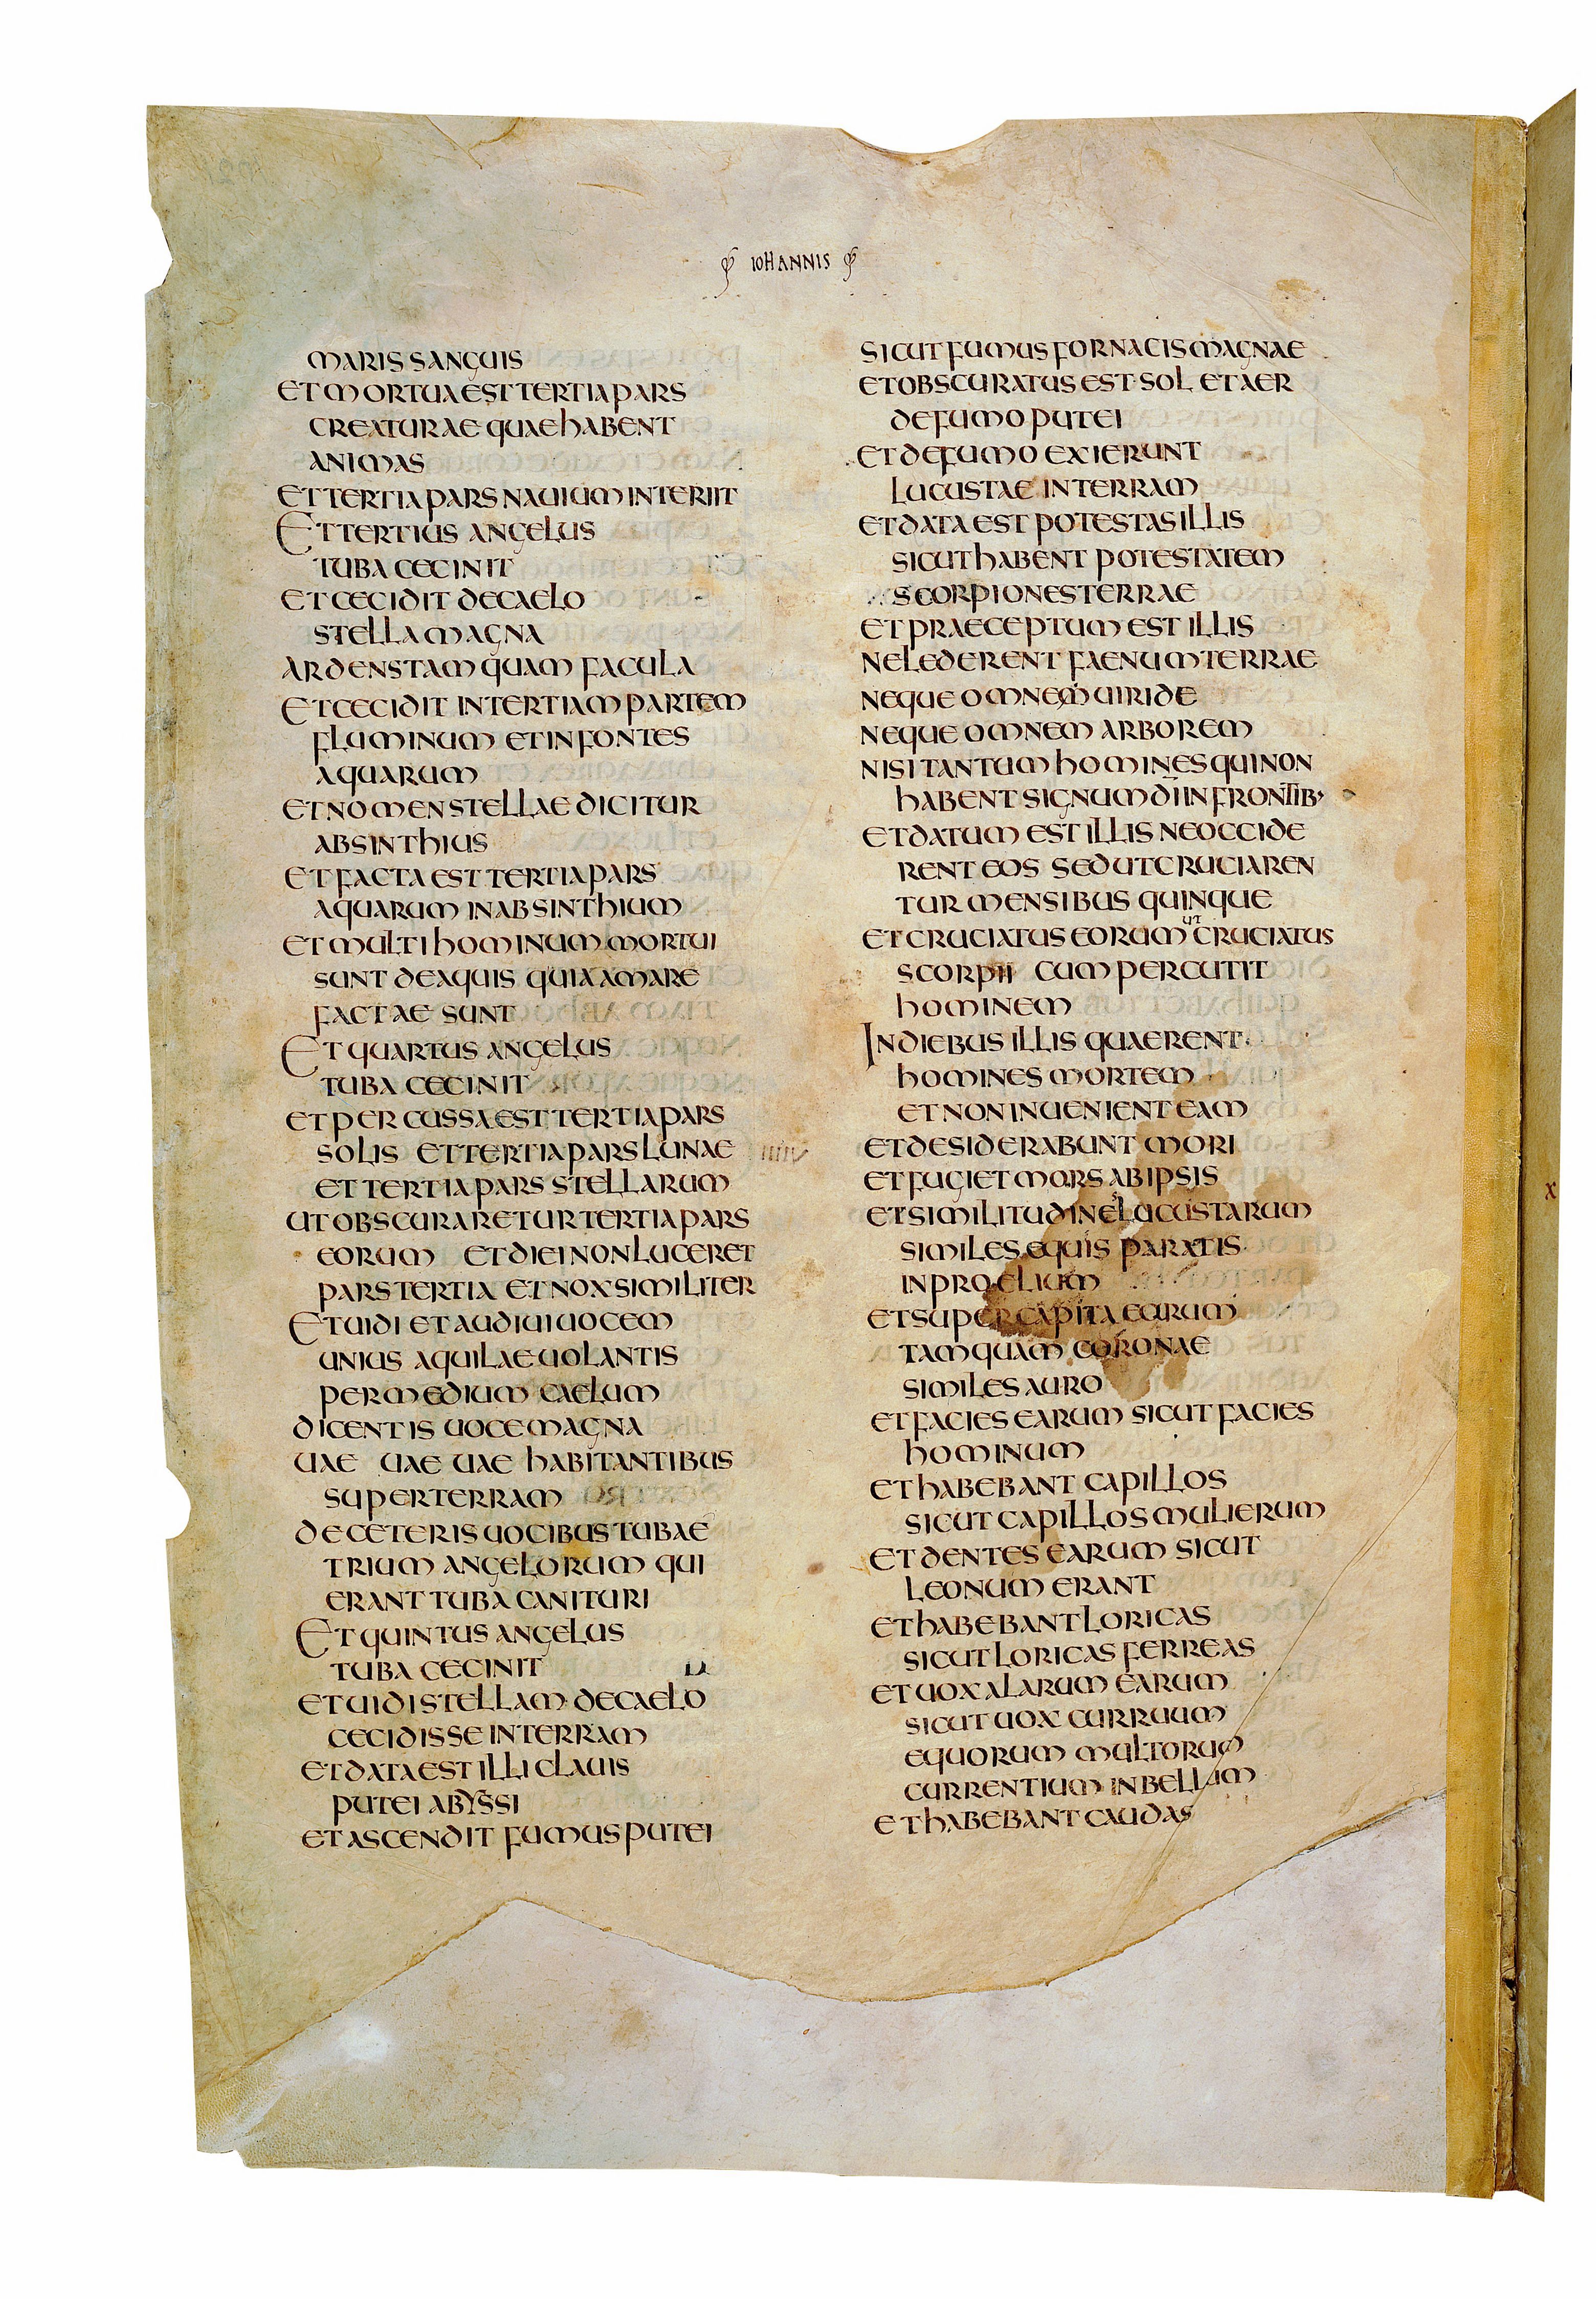 IOHANNIS
MARIS SANGUIS
ET MORTUA EST TERTIA PARS
CREATURAE QUAE HABENT
ANIMAS
ET TERTIA PARS NAUIUM INTERIIT
ET TERTIUS ANGELUS
TUBA CECINIT
ET CECIDIT DE CAELO
STELLA MAGNA
ARDENS TAMQUAM FACULA
ET CECIDIT IN TERTIAM PARTEM
FLUMINUM ET IN FONTES
AQUARUM
ET NOMEN STELLAE DICITUR
ABSINTHIUS
ET FACTA EST TERTIA PARS
AQUARUM IN ABSINTHIUM
ET MULTI HOMINUM MORTUI
SUNT DE AQUIS QUIA AMARE
FACTAE SUNT
ET QUARTUS ANGELUS
TUBA CECINIT
ET PERCUSSA EST TERTIA PARS
SOLIS ET TERTIA PARS LUNAE
ET TERTIA PARS STELLARUM
UT OBSCURARETUR TERTIA PARS
EORUM ET DIEI NON LUCERET
PARS TERTIA ET NOX SIMILITER
ET UIDI ET AUDIUI UOCEM
UNIUS AQUILAE UOLANTIS
PER MEDIUM CAELUM
DICENTIS UOCE MAGNA
UAE UAE UAE HABITANTIBUS
SUPER TERRAM
DE CETERIS UOCIBUS TUBAE
TRIUM ANGELORUM QUI
ERANT TUBA CANITURI
ET QUINTUS ANGELUS
TUBA CECINIT
ET UIDI STELLAM DE CAELO
CECIDISSE IN TERRAM
ET DATA EST ILLI CLAUIS
PUTEI ABYSSI
ET ASCENDIT FUMUS PUTEI
SICUT FUMUS FORNACIS MAGNAE
ET OBSCURATUS EST SOL ET AER
DE FUMO PUTEI
ET DE FUMO EXIERUNT
LUCUSTAE IN TERRAM
ET DATA EST POTESTAS ILLIS
SICUT HABENT POTESTATEM
SCORPIONES TERRAE
ET PRAECEPTUM EST ILLIS
NE LEDERENT FAENUM TERRAE
NEQUE OMNEM UIRIDE
NEQUE OMNEM ARBOREM
NISI TANTUM HOMINES QUI NON
HABENT SIGNUM D̅I̅ IN FRONTIB·
ET DATUM EST ILLIS NE OCCIDE
RENT EOS SED UT CRUCIAREN
TUR MENSIBUS QUINQUE
ET CRUCIATUS EORUM UT CRUCIATUS
SCORPII CUM PERCUTIT
HOMINEM
IN DIEBUS ILLIS QUAERENT
HOMINES MORTEM
ET NON INUENIENT EAM
ET DESIDERABUNT MORI
ET FUGIET MORS AB IPSIS
ET SIMILITUDINES LUCUSTARUM
SIMILES EQUIS PARATIS
IN PROELIUM
ET SUPER CAPITA EARUM
TAMQUAM CORONAE
SIMILES AURO
ET FACIES EARUM SICUT FACIES
HOMINUM
ET HABEBANT CAPILLOS
SICUT CAPILLOS MULIERUM
ET DENTES EARUM SICUT
LEONUM ERANT
ET HABEBANT LORICAS
SICUT LORICAS FERREAS
ET UOX ALARUM EARUM
SICUT UOX CURRUUM
EQUORUM MULTORUM
CURRENTIUM IN BELLUM
ET HABEBANT CAUDAS